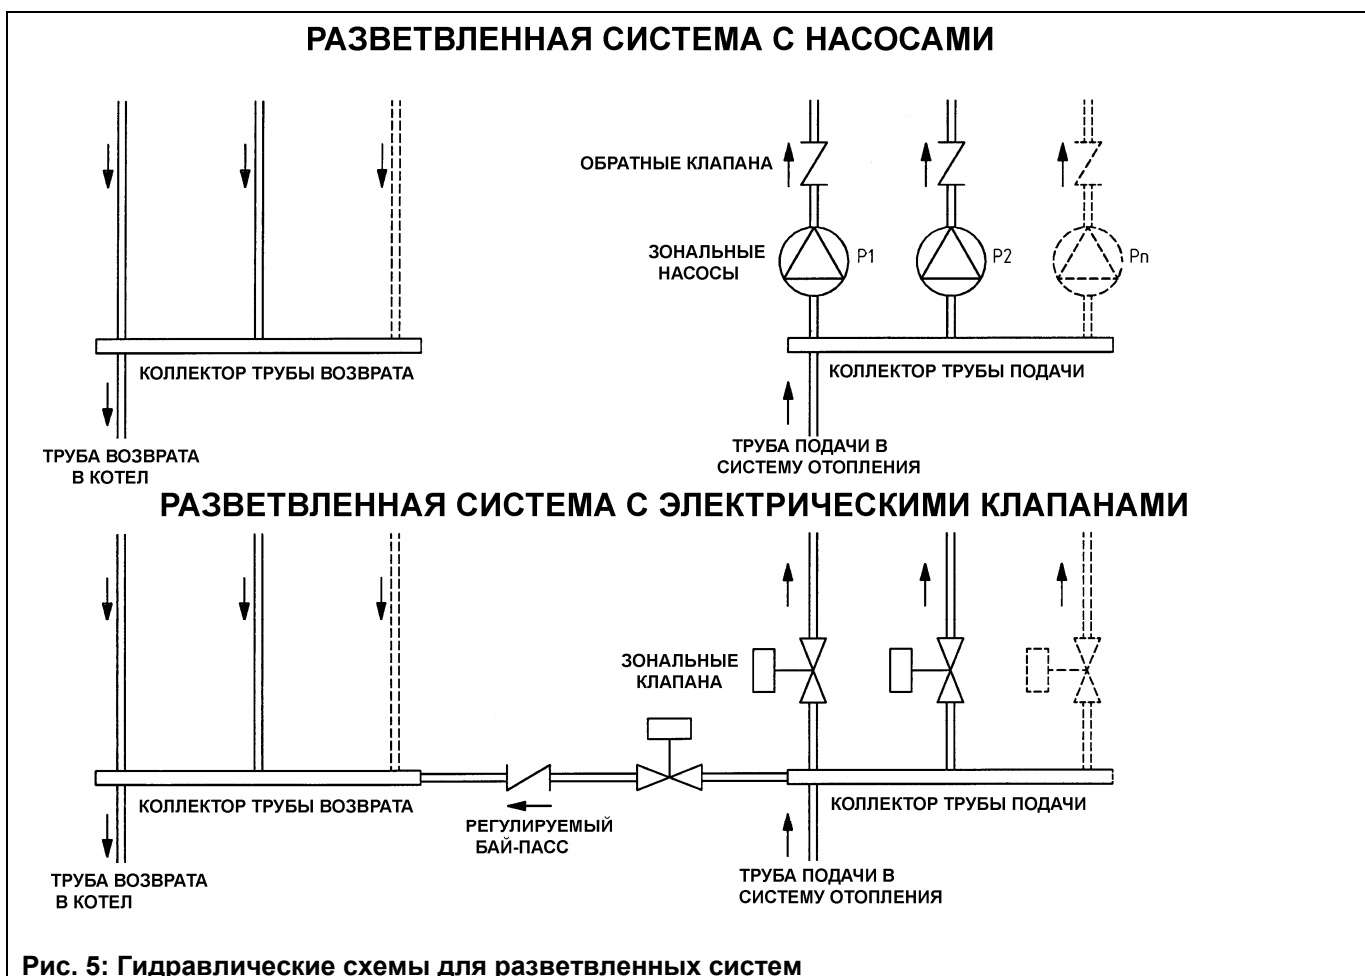 РАЗВЕТВЛЕННАЯ СИСТЕМА С НАСОСАМИ
ОБРАТНЫЕ КЛАПАНА
ЗОНАЛЬНЫЕ
НАСОСЫ
P1
P2
Pn
КОЛЛЕКТОР ТРУБЫ ВОЗВРАТА
КОЛЛЕКТОР ТРУБЫ ПОДАЧИ
ТРУБА ВОЗВРАТА
В КОТЕЛ
ТРУБА ПОДАЧИ В
СИСТЕМУ ОТОПЛЕНИЯ
РАЗВЕТВЛЕННАЯ СИСТЕМА С ЭЛЕКТРИЧЕСКИМИ КЛАПАНАМИ
ЗОНАЛЬНЫЕ
КЛАПАНА
КОЛЛЕКТОР ТРУБЫ ВОЗВРАТА
КОЛЛЕКТОР ТРУБЫ ПОДАЧИ
РЕГУЛИРУЕМЫЙ
БАЙ-ПАСС
ТРУБА ВОЗВРАТА
В КОТЕЛ
ТРУБА ПОДАЧИ В
СИСТЕМУ ОТОПЛЕНИЯ
Рис. 5: Гидравлические схемы для разветвленных систем